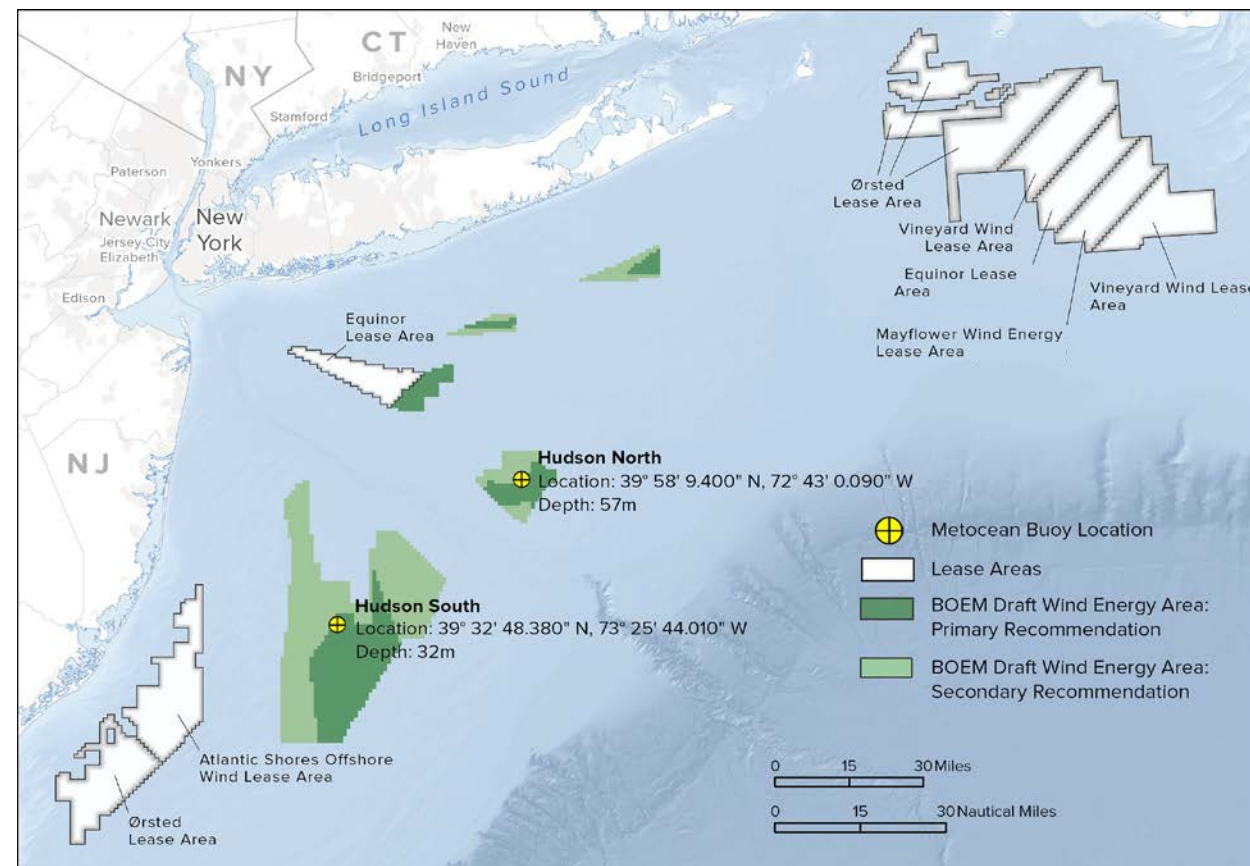 CT
New
Haven
NY
Bridgeport
Long Island Sound
Stamford
Yonkers
Paterson
Newark
New
York
Jersey City
Elizabeth
Edison
NJ
Ørsted
Lease Area
Vineyard Wind
Lease Area
Equinor Lease
Area
Vineyard Wind Lease
Area
Mayflower Wind Energy
Lease Area
Equinor
Lease Area
Hudson North
Location: 39° 58' 9.400" N, 72° 43' 0.090" W
Depth: 57m
Hudson South
Location: 39° 32' 48.380" N, 73° 25' 44.010" W
Depth: 32m
Atlantic Shores Offshore
Wind Lease Area
Ørsted
Lease Area
Metocean Buoy Location
Lease Areas
BOEM Draft Wind Energy Area:
Primary Recommendation
BOEM Draft Wind Energy Area:
Secondary Recommendation
0 15 30 Miles
0 15 30 Nautical Miles